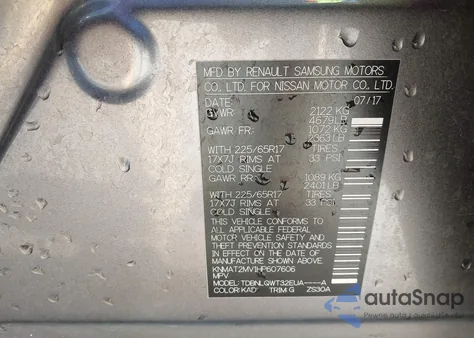 MFD BY RENAULT SAMSUNG MOTORS
CO. LTD. FOR NISSAN MOTOR CO. LTD.
DATE: 07/17
GVWR: 2122 KG
4679LB
GAWR FR: 1072 KG
2363LB
WITH 225/65R17 TIRES
17X7J RIMS AT 33 PSI
COLD SINGLE
GAWR RR: 1089 KG
2401LB
WITH 225/65R17 TIRES
17X7J RIMS AT 33 PSI
COLD SINGLE
THIS VEHICLE CONFORMS TO
ALL APPLICABLE FEDERAL
MOTOR VEHICLE SAFETY AND
THEFT PREVENTION STANDARDS
IN EFFECT ON THE DATE OF
MANUFACTURE SHOWN ABOVE
KNMAT2MV1HP607606
MPV
MODEL: TDBNLGWT32EUA----A
COLOR:KAD TRIM:G ZS30A
autaSnap
Pewne auto z